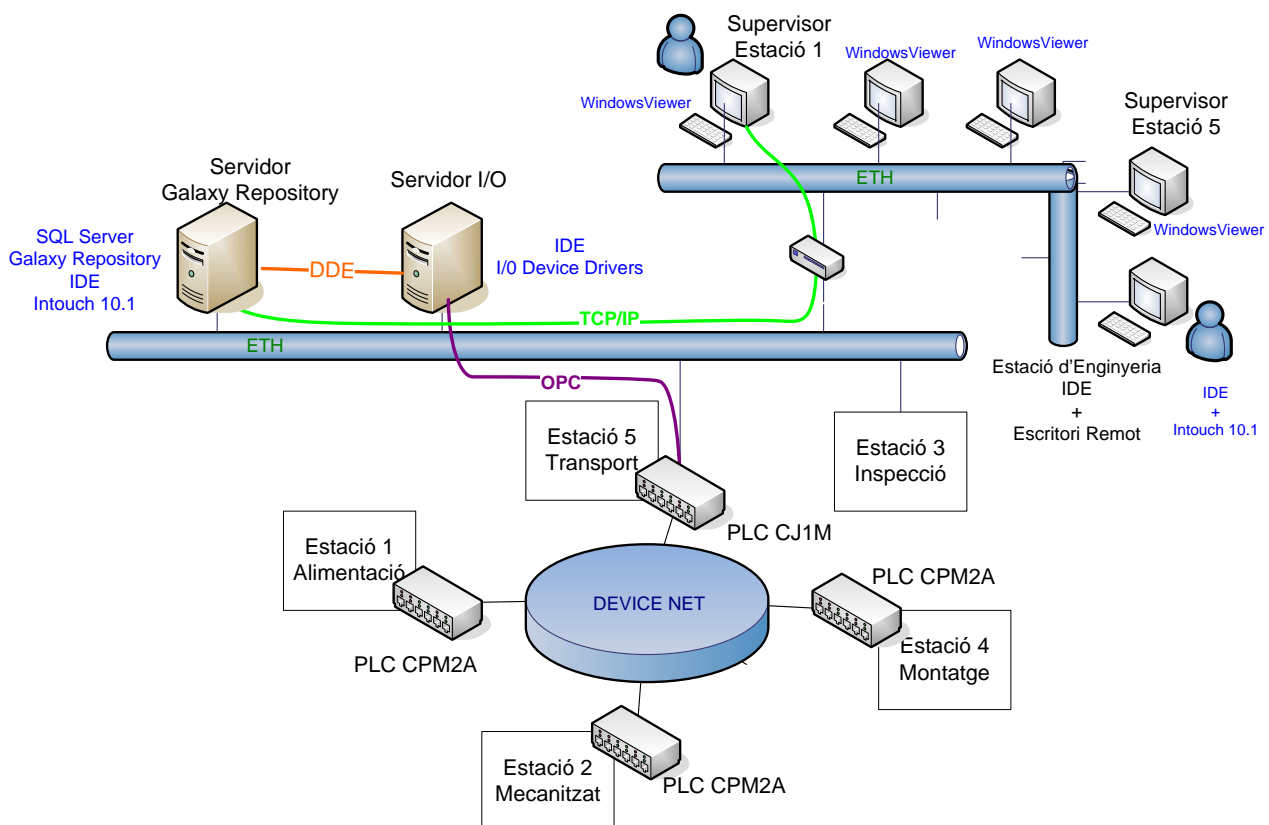 Supervisor
Estació 1
WindowsViewer
WindowsViewer
WindowsViewer
Supervisor
Estació 5
WindowsViewer
ETH
Servidor
Galaxy Repository
Servidor I/O
SQL Server
Galaxy Repository
IDE
Intouch 10.1
DDE
IDE
I/0 Device Drivers
TCP/IP
ETH
OPC
Estació d'Enginyeria
IDE
+
Escritori Remot
IDE
+
Intouch 10.1
Estació 5
Transport
PLC CJ1M
Estació 3
Inspecció
Estació 1
Alimentació
PLC CPM2A
DEVICE NET
PLC CPM2A
Estació 4
Montatge
Estació 2
Mecanitzat
PLC CPM2A